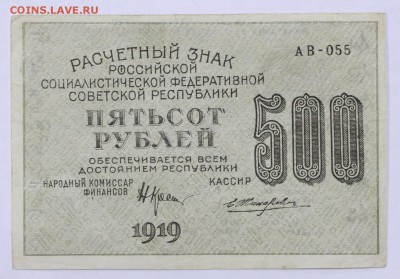 COINS.LAVE.RU
РАСЧЕТНЫЙ ЗНАК
РОССИЙСКОЙ
СОЦИАЛИСТИЧЕСКОЙ ФЕДЕРАТИВНОЙ
СОВЕТСКОЙ РЕСПУБЛИКИ
АВ-055
ПЯТЬСОТ
РУБЛЕЙ
500
ОБЕСПЕЧИВАЕТСЯ ВСЕМ
ДОСТОЯНИЕМ РЕСПУБЛИКИ
НАРОДНЫЙ КОМИССАР
ФИНАНСОВ
КАССИР
1919